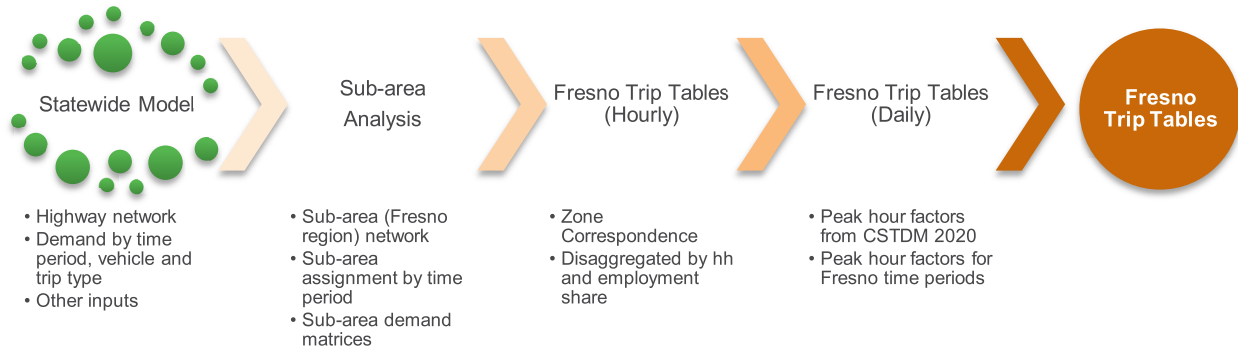 Statewide Model
Sub-area
Analysis
Fresno Trip Tables
(Hourly)
Fresno Trip Tables
(Daily)
Fresno
Trip Tables
• Highway network
• Demand by time
period, vehicle and
trip type
• Other inputs
• Sub-area (Fresno
region) network
• Sub-area
assignment by time
period
• Sub-area demand
matrices
• Zone
Correspondence
• Disaggregated by hh
and employment
share
• Peak hour factors
from CSTDM 2020
• Peak hour factors for
Fresno time periods